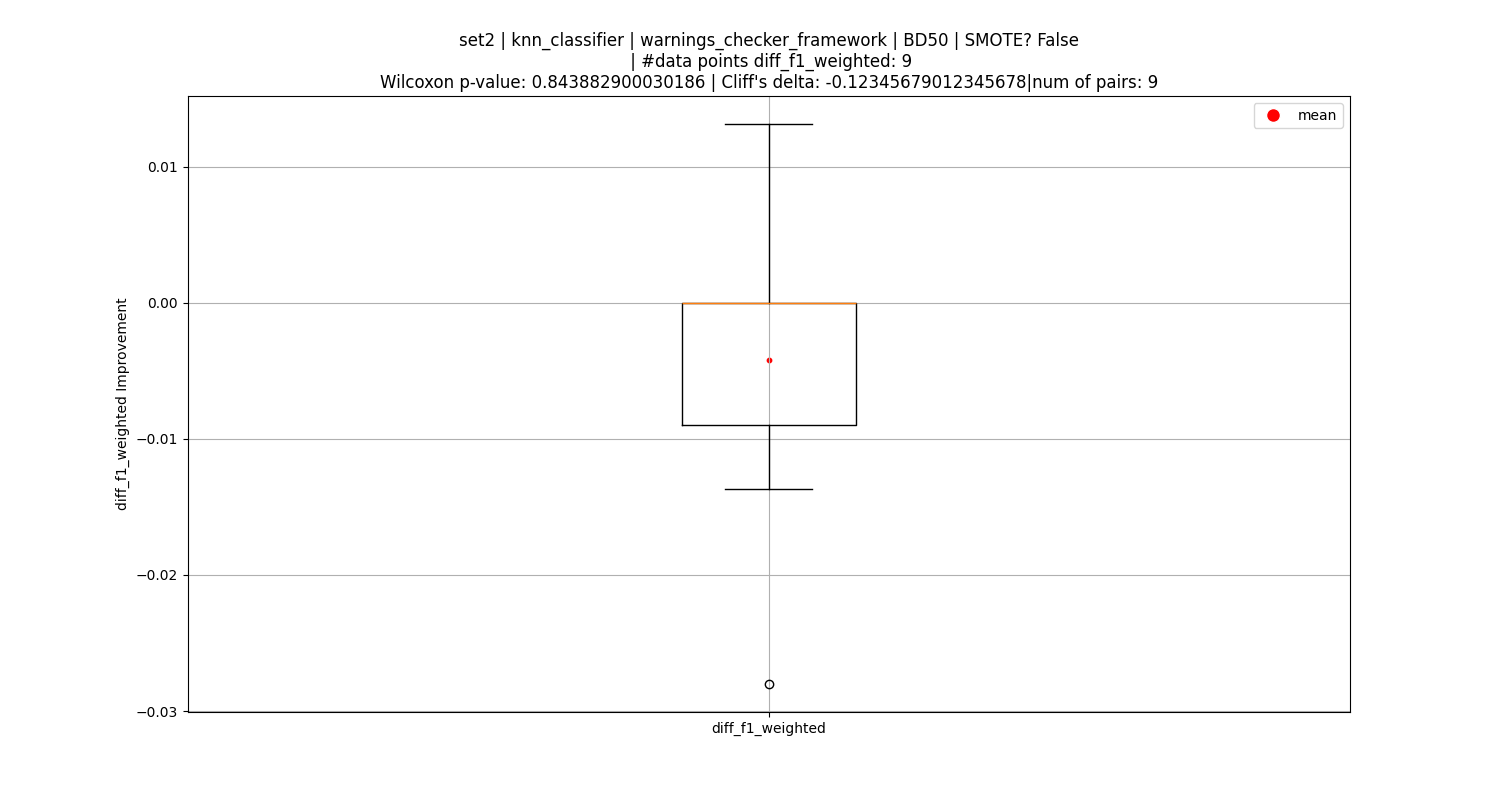 set2 | knn_classifier | warnings_checker_framework | BD50 | SMOTE? False
| #data points diff_f1_weighted: 9
Wilcoxon p-value: 0.843882900030186 | Cliff's delta: -0.12345679012345678|num of pairs: 9
mean
0.01
0.00
−0.01
−0.02
−0.03
diff_f1_weighted Improvement
diff_f1_weighted